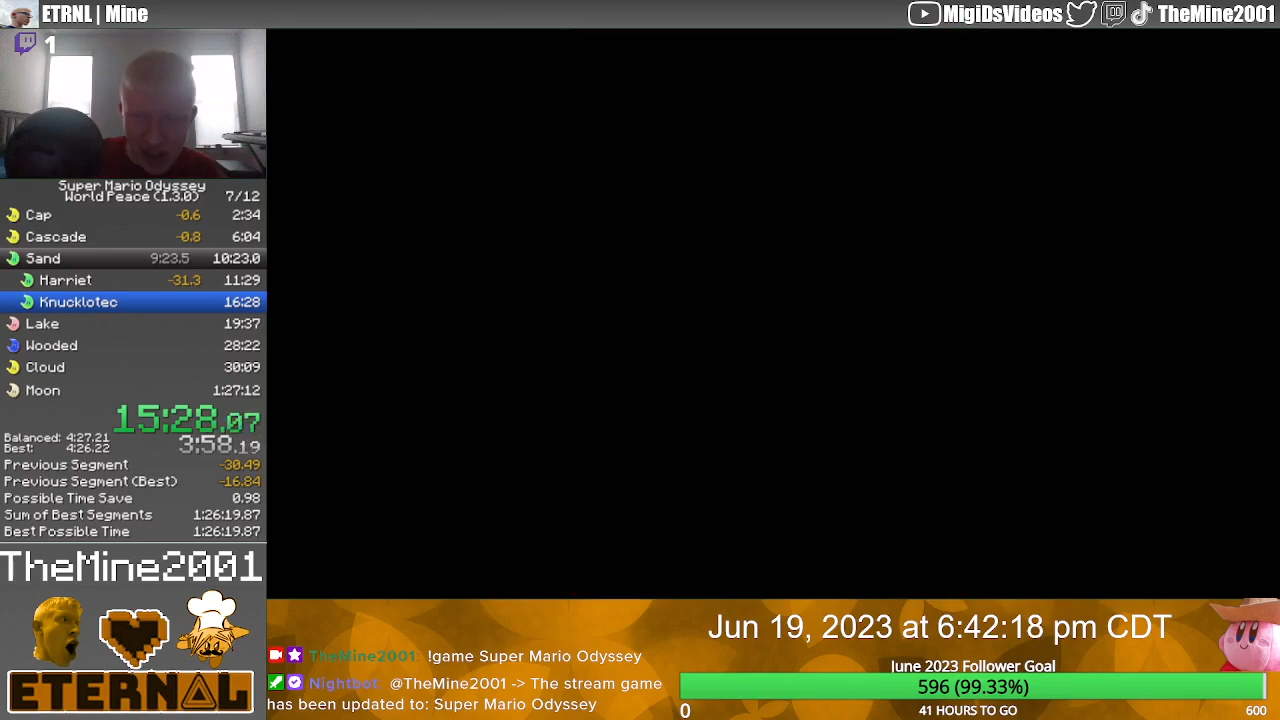 ETRNL | Mine
MigiDsVideos TheMine2001
1
Super Mario Odyssey
World Peace (1.3.0) 7/12
Cap -0.6 2:34
Cascade -0.8 6:04
Sand 9:23.5 10:23.0
Harriet -31.3 11:29
Knucklotec 16:28
Lake 19:37
Wooded 28:22
Cloud 30:09
Moon 1:27:12
15:28.07
Balanced: 4:27.21
Best: 4:26.22
3:58.19
Previous Segment -30.49
Previous Segment (Best) -16.84
Possible Time Save 0.98
Sum of Best Segments 1:26:19.87
Best Possible Time 1:26:19.87
TheMine2001
ETERNAL
TheMine2001: !game Super Mario Odyssey
Nightbot: @TheMine2001 -> The stream game
has been updated to: Super Mario Odyssey
Jun 19, 2023 at 6:42:18 pm CDT
June 2023 Follower Goal
596 (99.33%)
0 41 HOURS TO GO 600